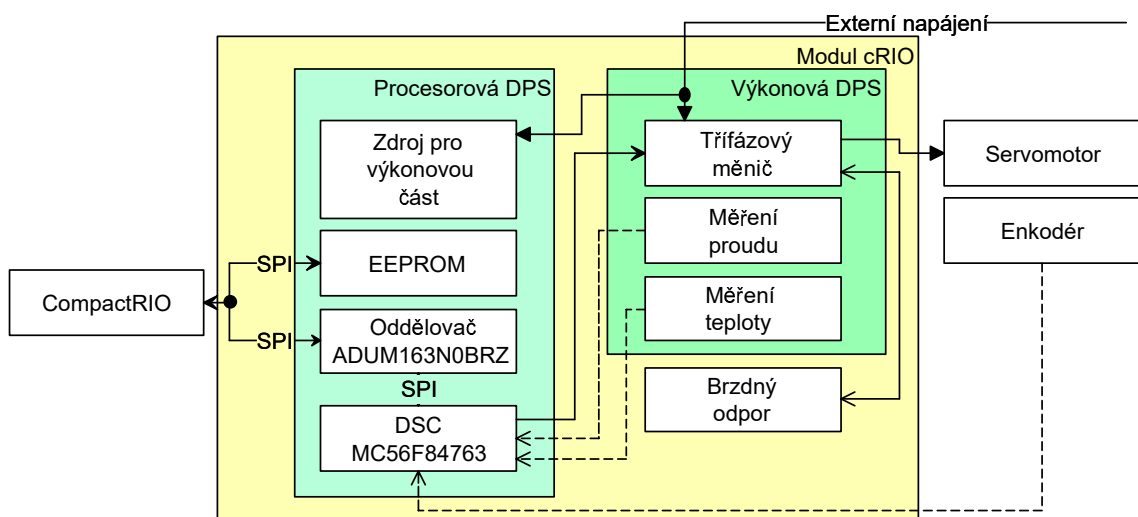 Externí napájení
Modul cRIO
Procesorová DPS
Výkonová DPS
Zdroj pro
výkonovou
část
Třífázový
měnič
Servomotor
Měření
proudu
Enkodér
SPI
EEPROM
CompactRIO
Měření
teploty
SPI
Oddělovač
ADUM163N0BRZ
SPI
Brzdný
odpor
DSC
MC56F84763